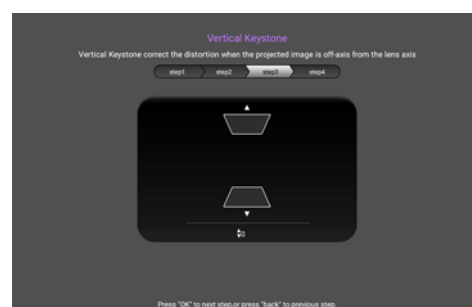 Vertical Keystone
Vertical Keystone correct the distortion when the projected image is off-axis from the lens axis
step1 step2 step3 step4
0
Press "OK" to next step,or press "back" to previous step.